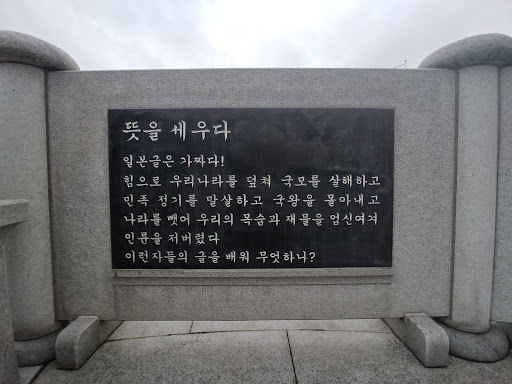 뜻을 세우다
일본글은 가짜다!
힘으로 우리나라를 덮쳐 국모를 살해하고
민족 정기를 말살하고 국왕을 몰아내고
나라를 뺏어 우리의 목숨과 재물을 업신여겨
인륜을 저버렸다
이런자들의 글을 배워 무엇하니?